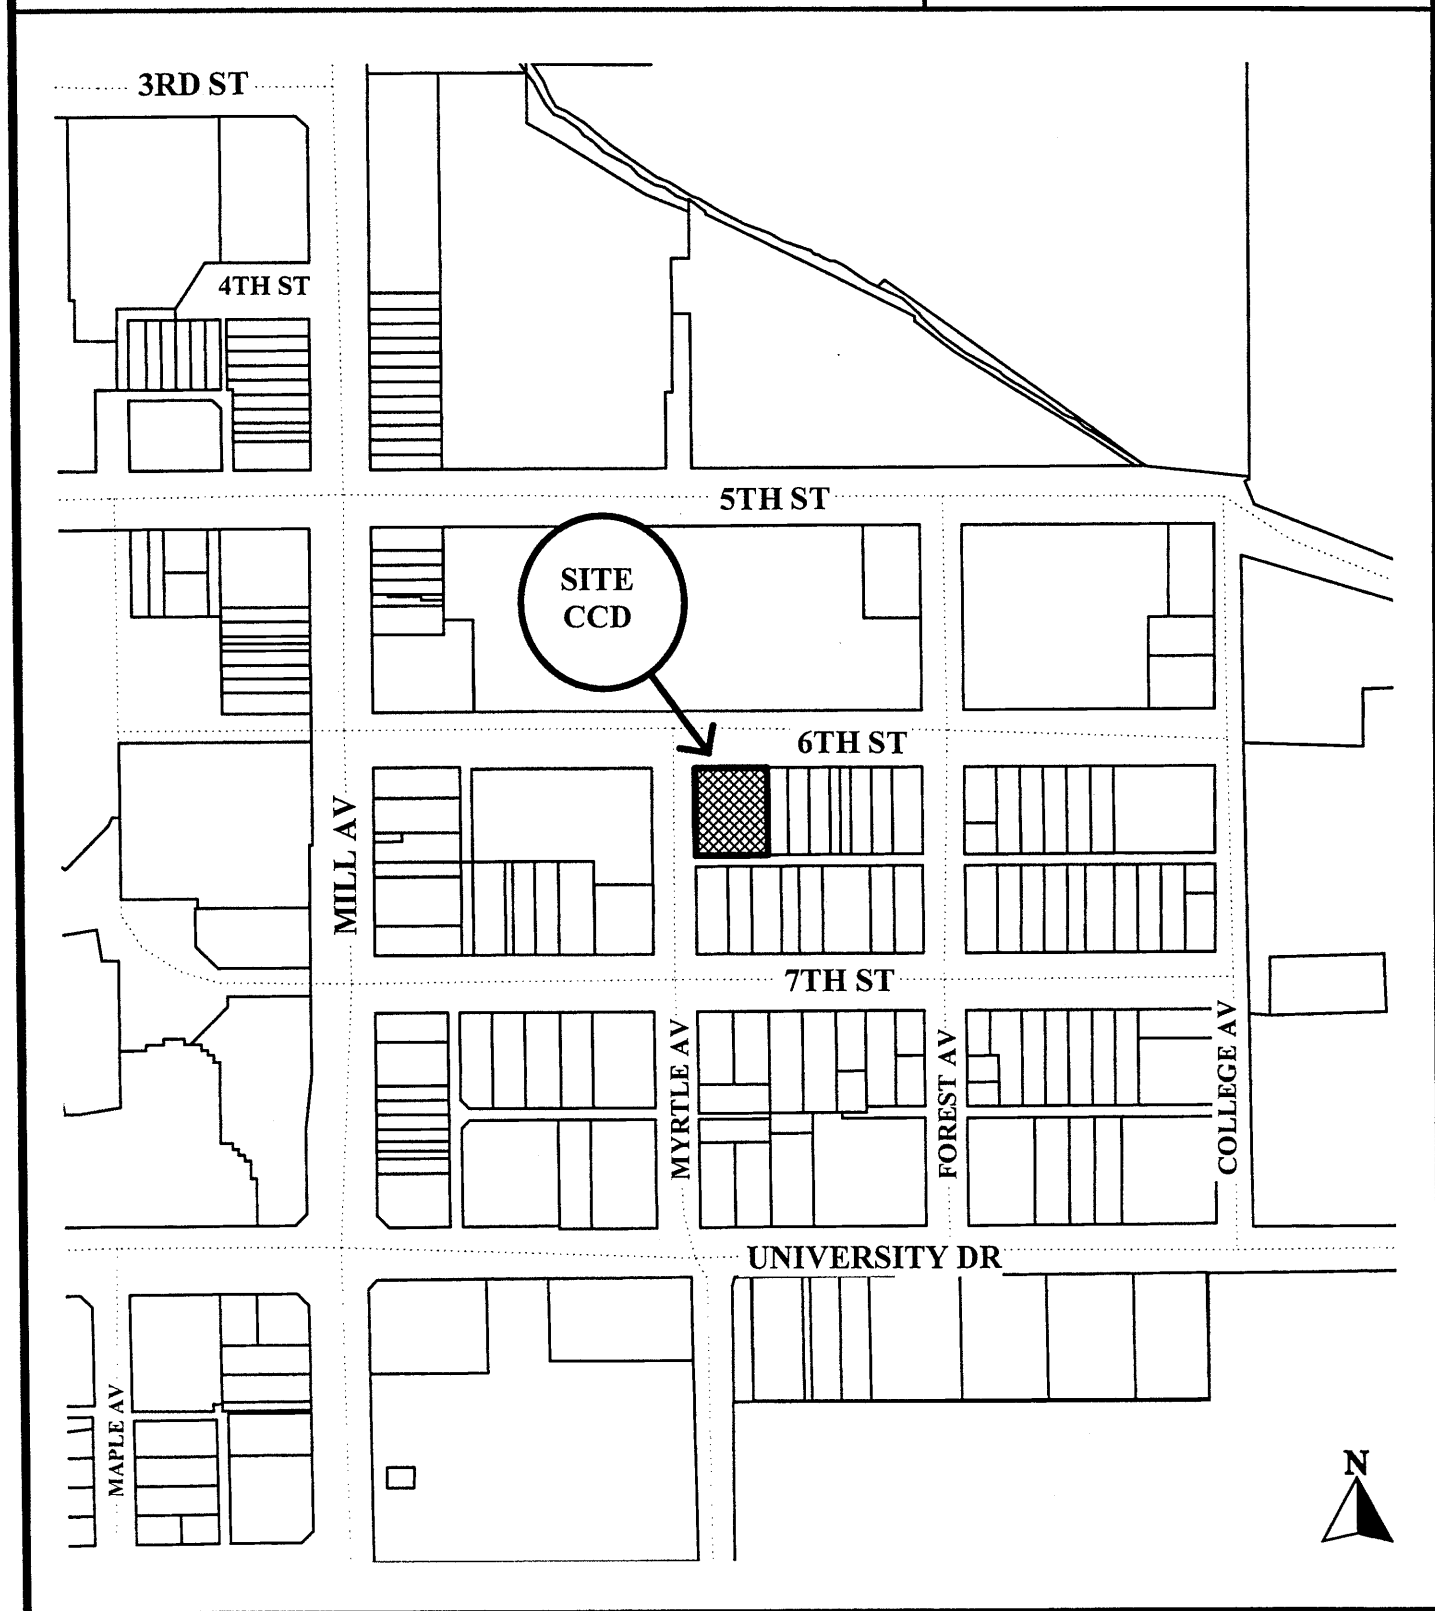 3RD ST
4TH ST
5TH ST
SITE
CCD
6TH ST
MILL AV
7TH ST
MYRTLE AV
FOREST AV
COLLEGE AV
UNIVERSITY DR
MAPLE AV
N